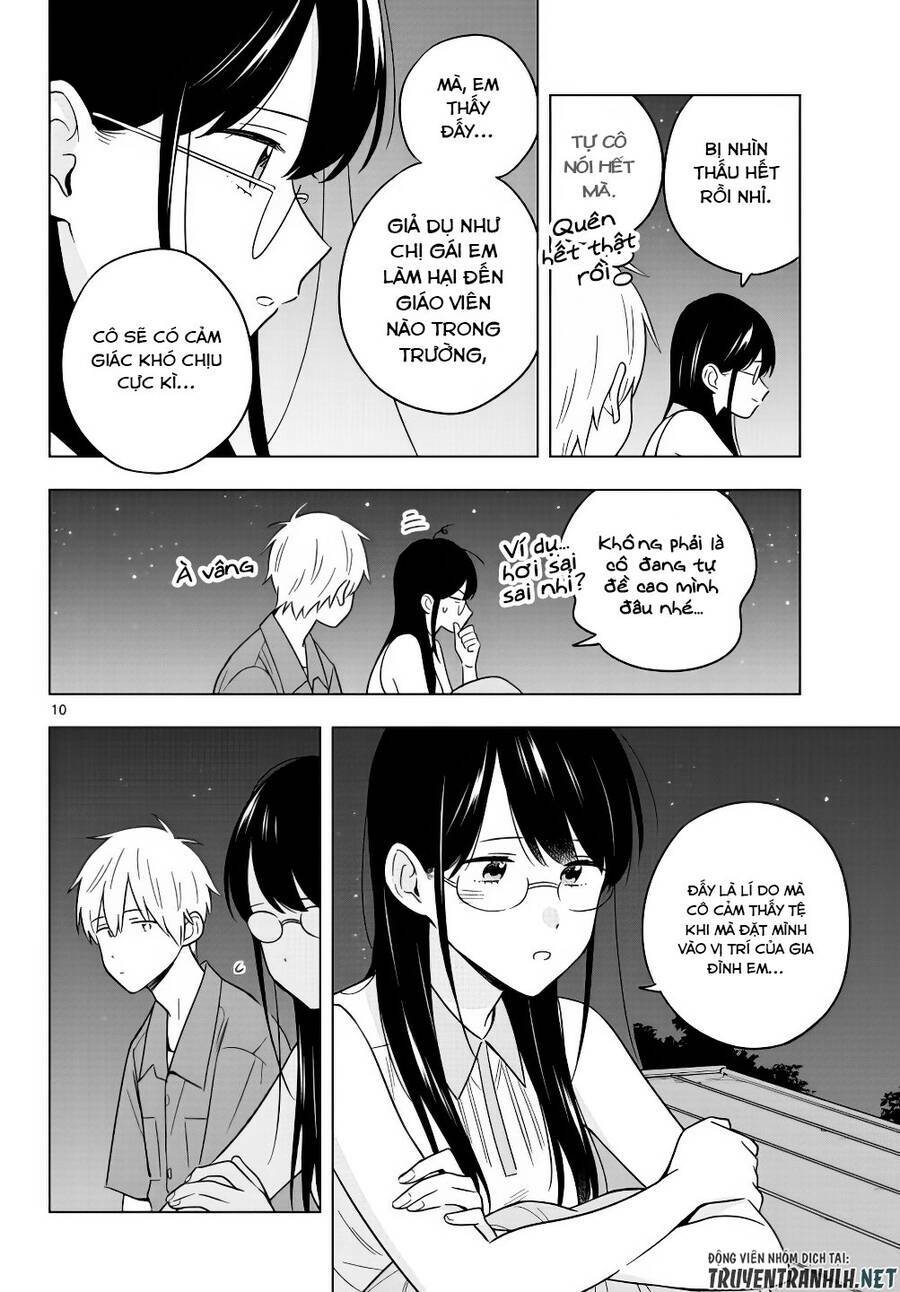 BỊ NHÌN
THẤU HẾT
RỒI NHỈ.
TỰ CÔ
NÓI HẾT
MÀ.
Quên
hết thật
rồi
MÀ, EM
THẤY
ĐẤY...
GIẢ DỤ NHƯ
CHỊ GÁI EM
LÀM HẠI ĐẾN
GIÁO VIÊN
NÀO TRONG
TRƯỜNG,
CÔ SẼ CÓ CẢM
GIÁC KHÓ CHỊU
CỰC KÌ...
Không phải là
cô đang tự
đề cao mình
đâu nhé...
Ví dụ...
hơi sai
sai nhỉ?
À vâng
10
ĐẤY LÀ LÍ DO MÀ
CÔ CẢM THẤY TỆ
KHI MÀ ĐẶT MÌNH
VÀO VỊ TRÍ CỦA GIA
ĐÌNH EM...
ĐỘNG VIÊN NHÓM DỊCH TẠI:
TRUYENTRANHLH.NET